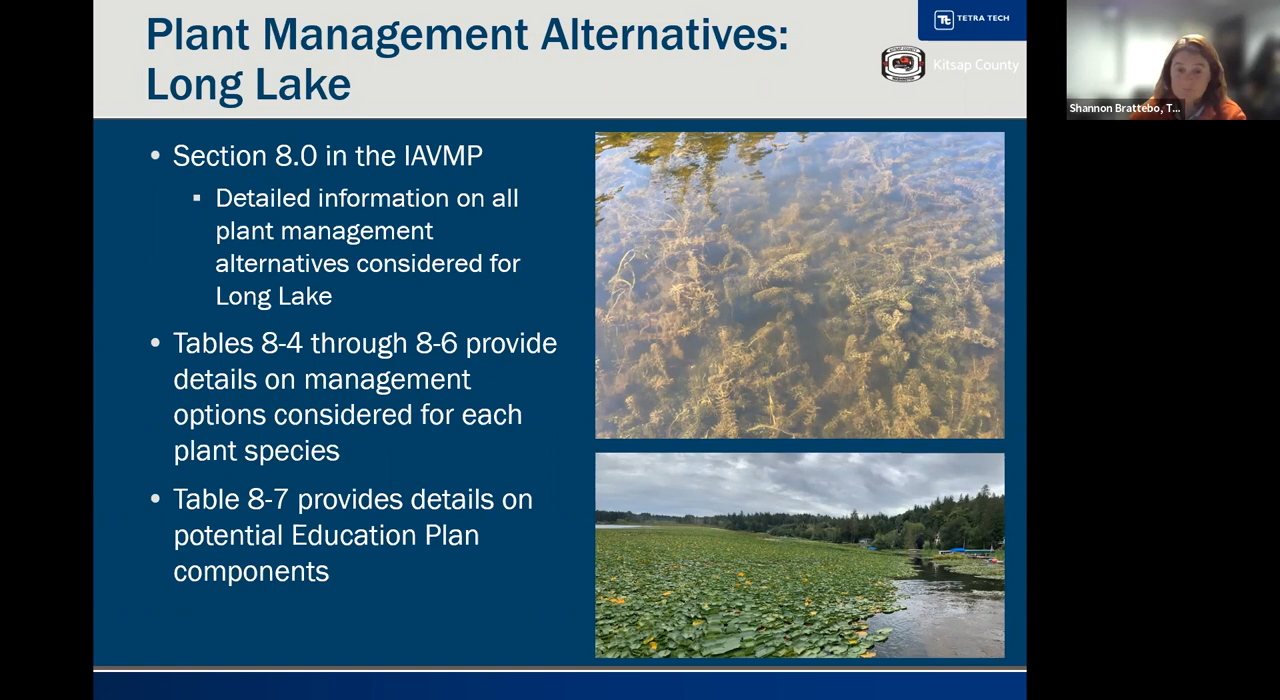 Plant Management Alternatives:
Long Lake
TETRA TECH
Kitsap County
Shannon Brattebo, T...
• Section 8.0 in the IAVMP
▪ Detailed information on all
plant management
alternatives considered for
Long Lake
• Tables 8-4 through 8-6 provide
details on management
options considered for each
plant species
• Table 8-7 provides details on
potential Education Plan
components